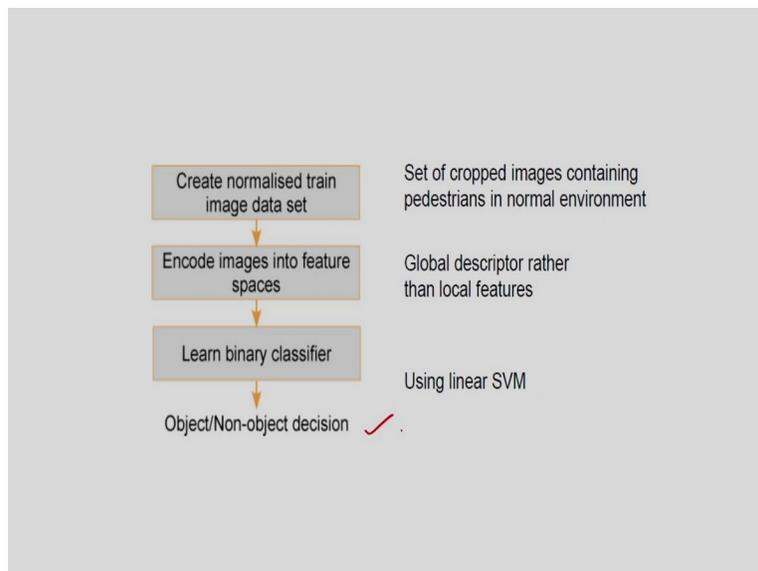 Create normalised train
image data set
Set of cropped images containing
pedestrians in normal environment
Encode images into feature
spaces
Global descriptor rather
than local features
Learn binary classifier
Using linear SVM
Object/Non-object decision